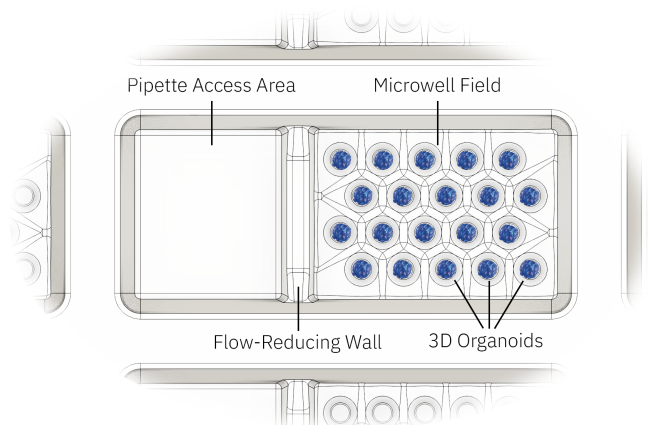 Pipette Access Area
Microwell Field
Flow-Reducing Wall
3D Organoids